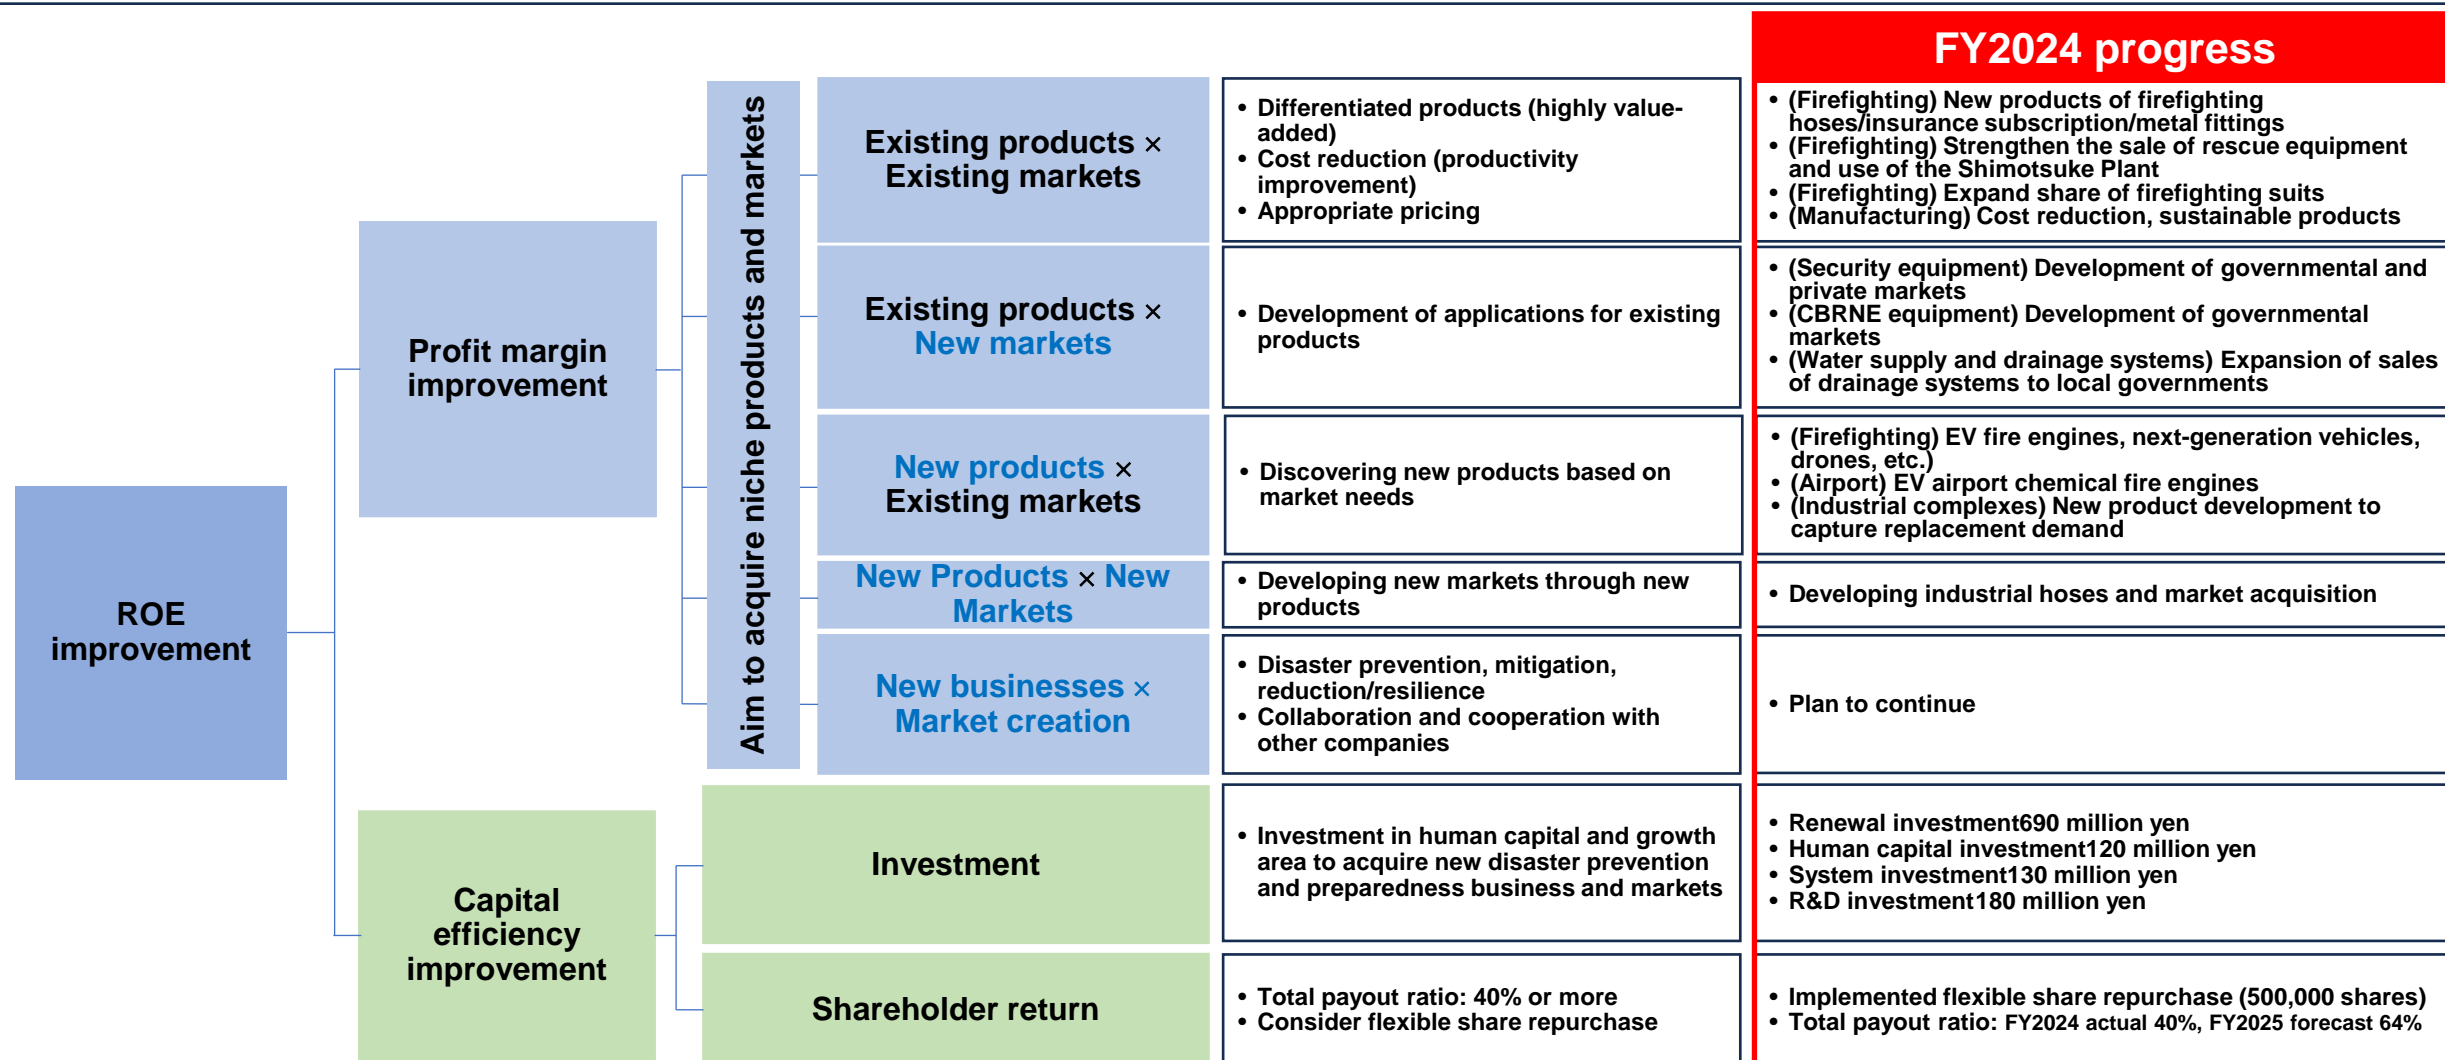 FY2024 progress
ROE
improvement
Profit margin
improvement
Aim to acquire niche products and markets
Existing products ×
Existing markets
• Differentiated products (highly value-
added)
• Cost reduction (productivity
improvement)
• Appropriate pricing
• (Firefighting) New products of firefighting
hoses/insurance subscription/metal fittings
• (Firefighting) Strengthen the sale of rescue equipment
and use of the Shimotsuke Plant
• (Firefighting) Expand share of firefighting suits
• (Manufacturing) Cost reduction, sustainable products
Existing products ×
New markets
• Development of applications for existing
products
• (Security equipment) Development of governmental and
private markets
• (CBRNE equipment) Development of governmental
markets
• (Water supply and drainage systems) Expansion of sales
of drainage systems to local governments
New products ×
Existing markets
• Discovering new products based on
market needs
• (Firefighting) EV fire engines, next-generation vehicles,
drones, etc.)
• (Airport) EV airport chemical fire engines
• (Industrial complexes) New product development to
capture replacement demand
New Products × New
Markets
• Developing new markets through new
products
• Developing industrial hoses and market acquisition
New businesses ×
Market creation
• Disaster prevention, mitigation,
reduction/resilience
• Collaboration and cooperation with
other companies
• Plan to continue
Capital
efficiency
improvement
Investment
• Investment in human capital and growth
area to acquire new disaster prevention
and preparedness business and markets
• Renewal investment690 million yen
• Human capital investment120 million yen
• System investment130 million yen
• R&D investment180 million yen
Shareholder return
• Total payout ratio: 40% or more
• Consider flexible share repurchase
• Implemented flexible share repurchase (500,000 shares)
• Total payout ratio: FY2024 actual 40%, FY2025 forecast 64%